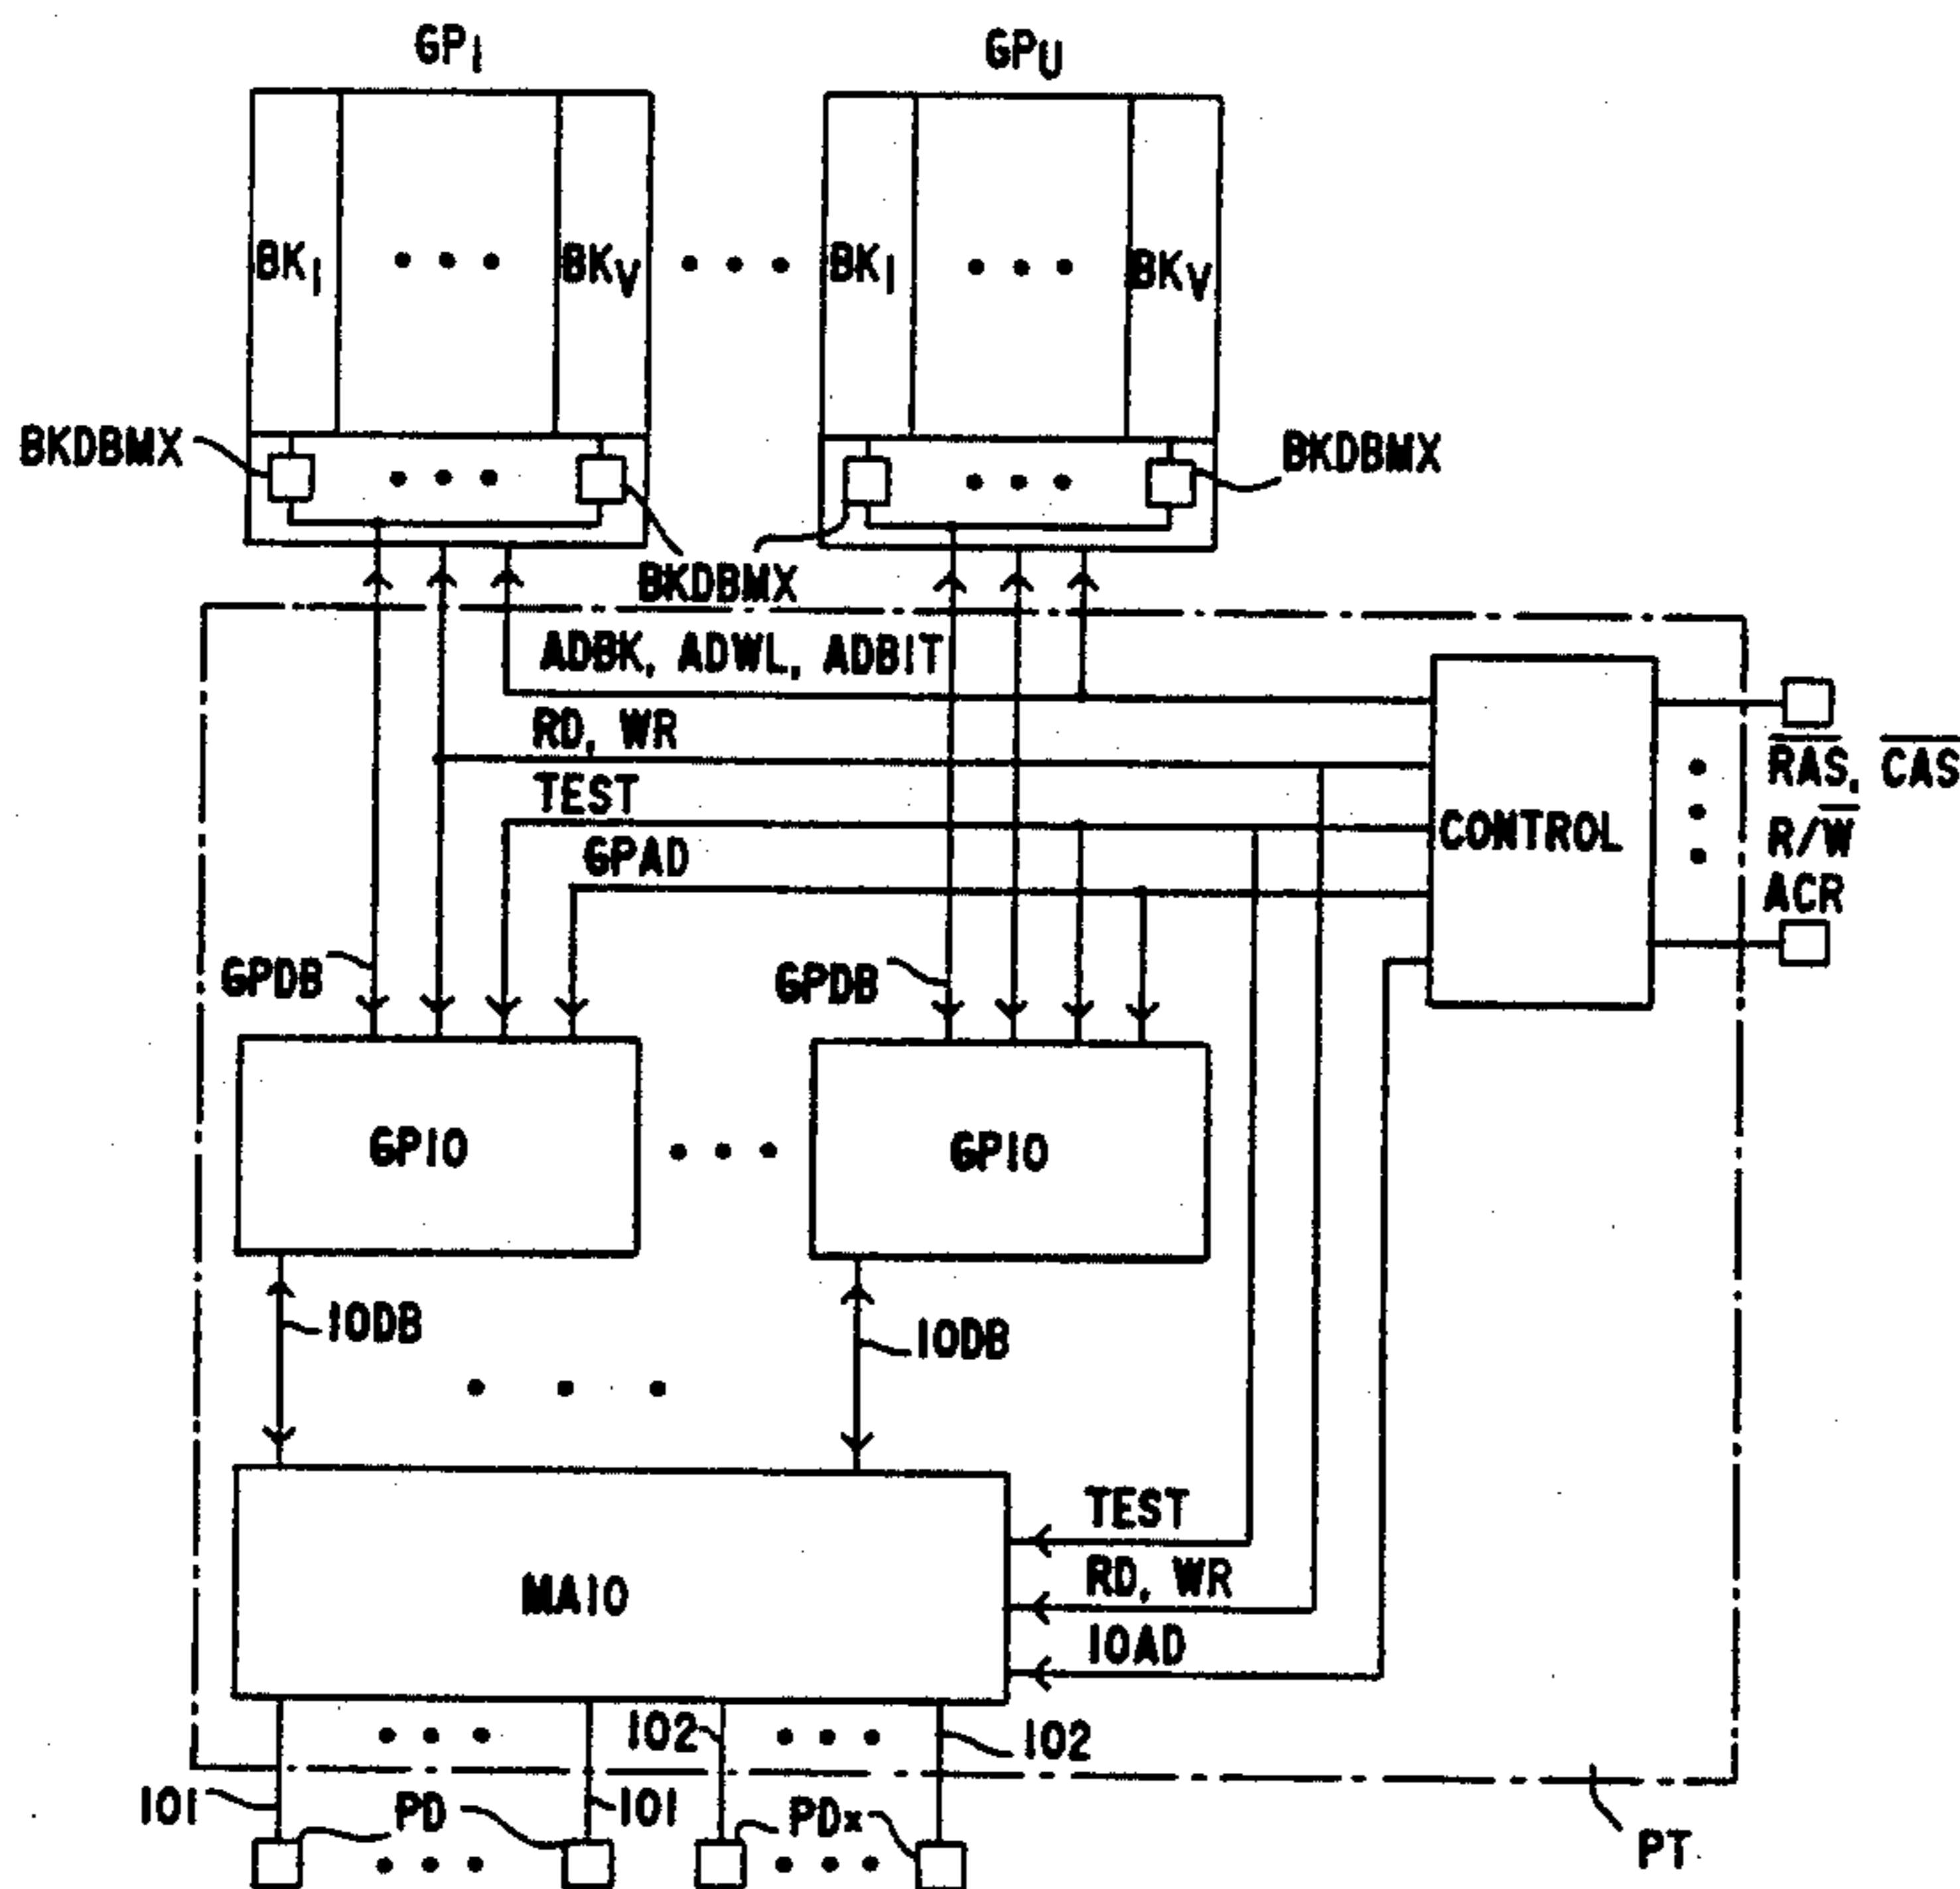 GP1 GPU
BK1 BKV BK1 BKV
BKDBMX BKDBMX
BKDBMX
ADBK, ADWL, ADBIT
RD, WR
RAS, CAS
TEST
CONTROL R/W
GPAD
ACR
GPDB GPDB
GPIO GPIO
IODB IODB
TEST
RD, WR
MAIO
IOAD
102 102
101 PD 101 PDx
PT